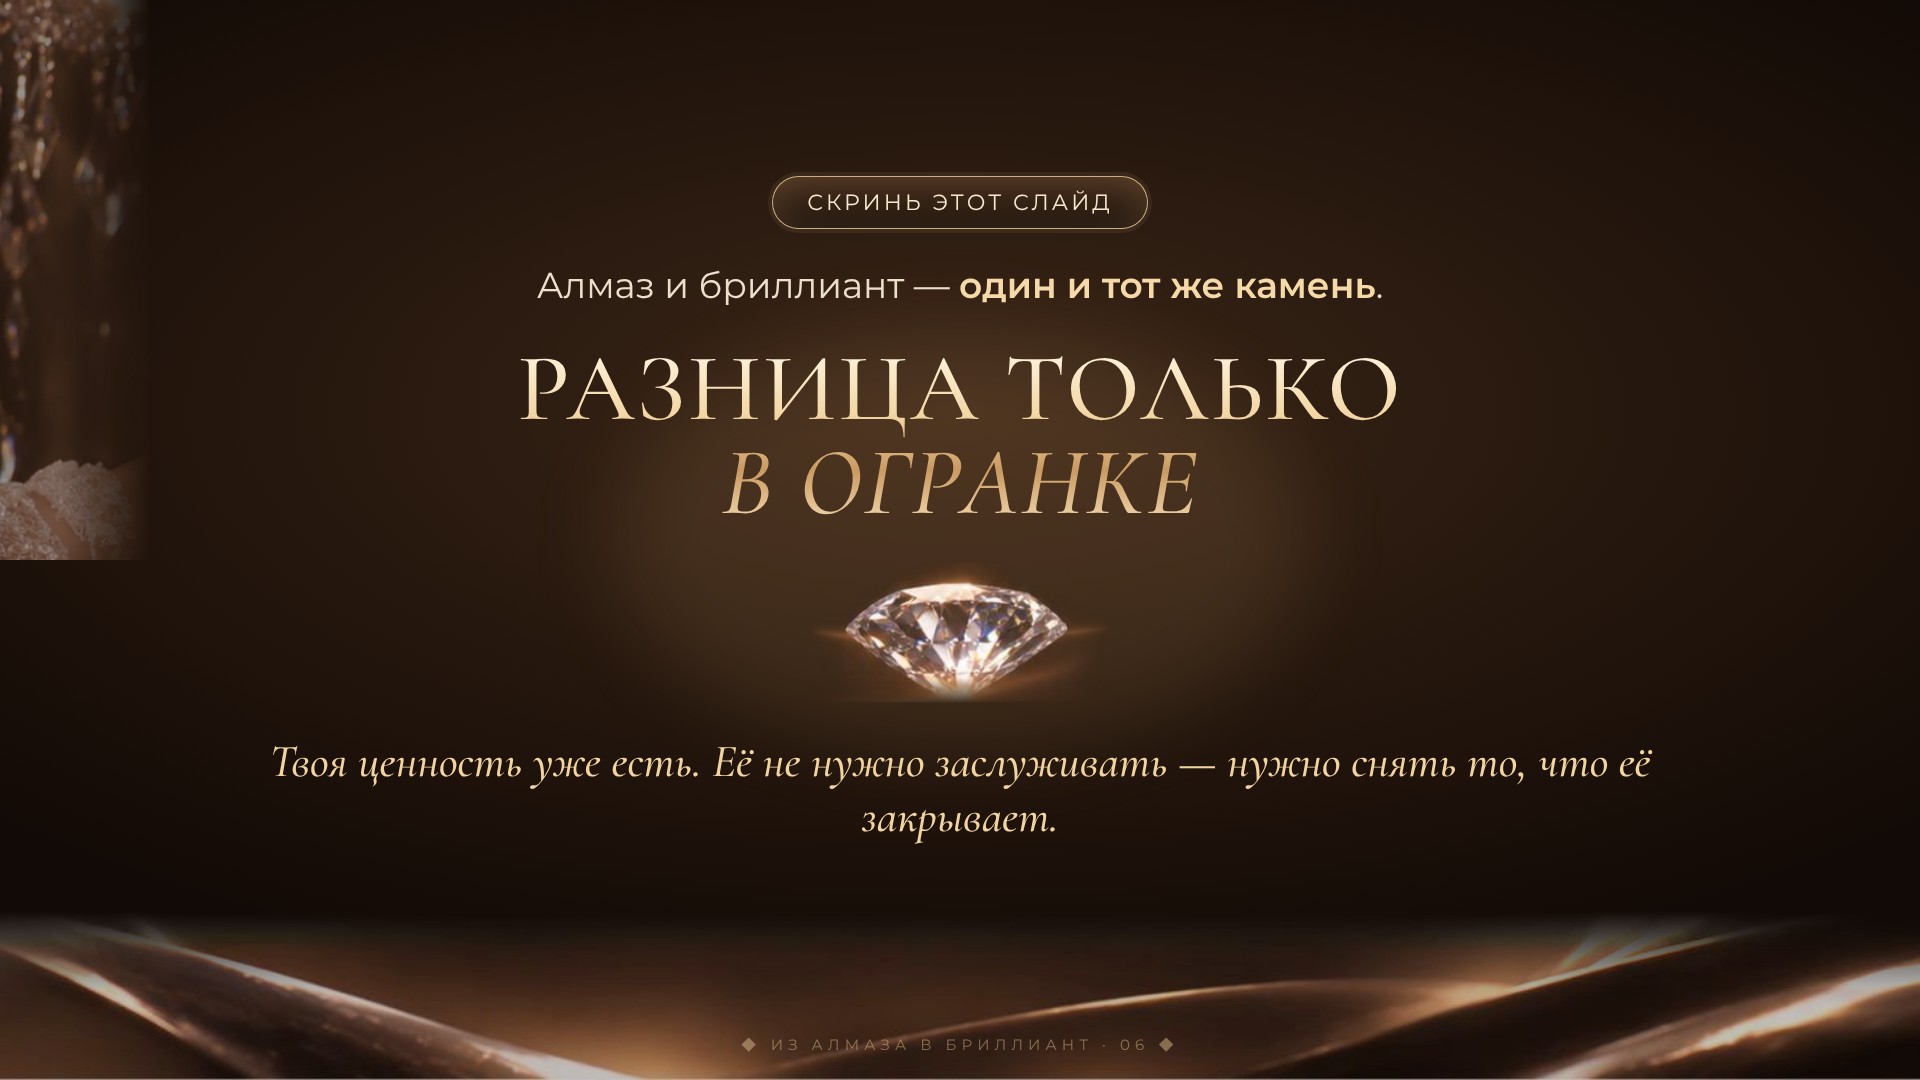 СКРИНЬ ЭТОТ СЛАЙД
Алмаз и бриллиант — один и тот же камень.
РАЗНИЦА ТОЛЬКО
В ОГРАНКЕ
Твоя ценность уже есть. Её не нужно заслуживать — нужно снять то, что её
закрывает.
◆ ИЗ АЛМАЗА В БРИЛЛИАНТ · 06 ◆